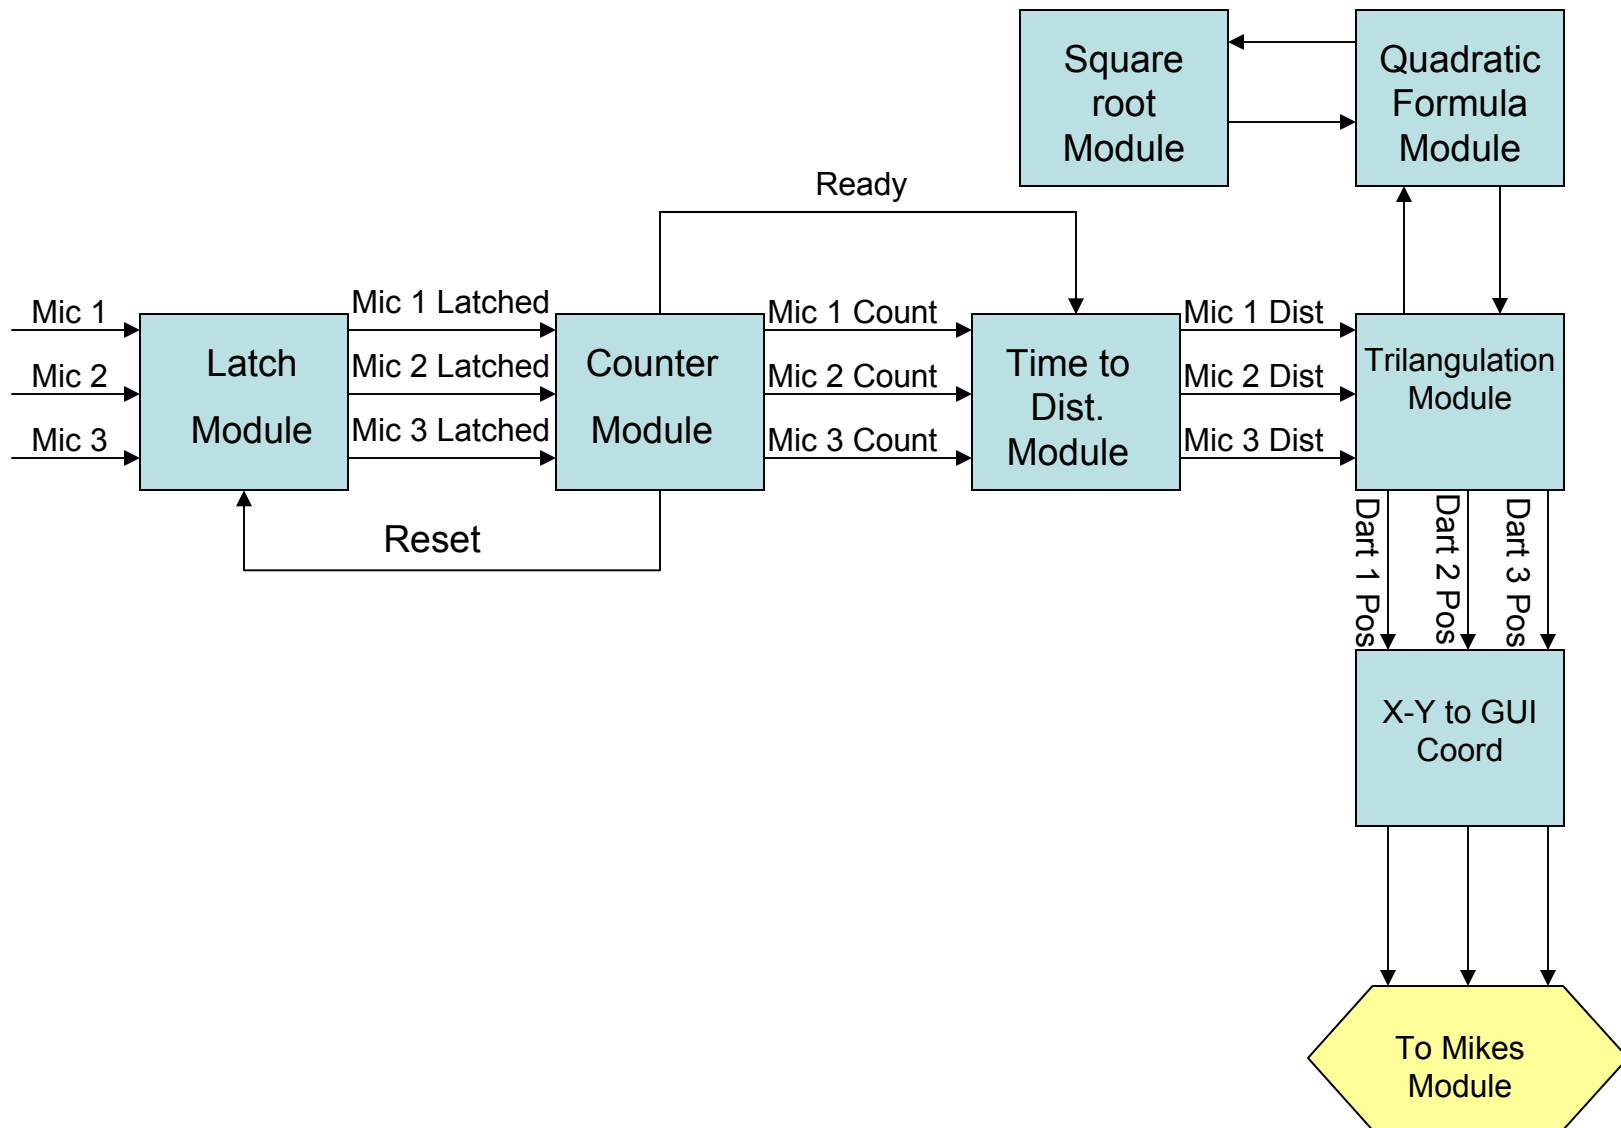 Square
root
Module
Quadratic
Formula
Module
Ready
Mic 1
Mic 2
Mic 3
Latch
Module
Mic 1 Latched
Mic 2 Latched
Mic 3 Latched
Counter
Module
Mic 1 Count
Mic 2 Count
Mic 3 Count
Time to
Dist.
Module
Mic 1 Dist
Mic 2 Dist
Mic 3 Dist
Trilangulation
Module
Reset
Dart 1 Pos
Dart 2 Pos
Dart 3 Pos
X-Y to GUI
Coord
To Mikes
Module